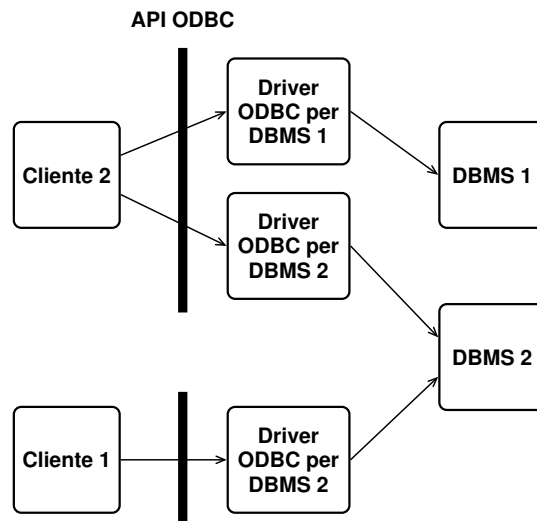 API ODBC
Driver
ODBC per
DBMS 1
Cliente 2
DBMS 1
Driver
ODBC per
DBMS 2
DBMS 2
Cliente 1
Driver
ODBC per
DBMS 2